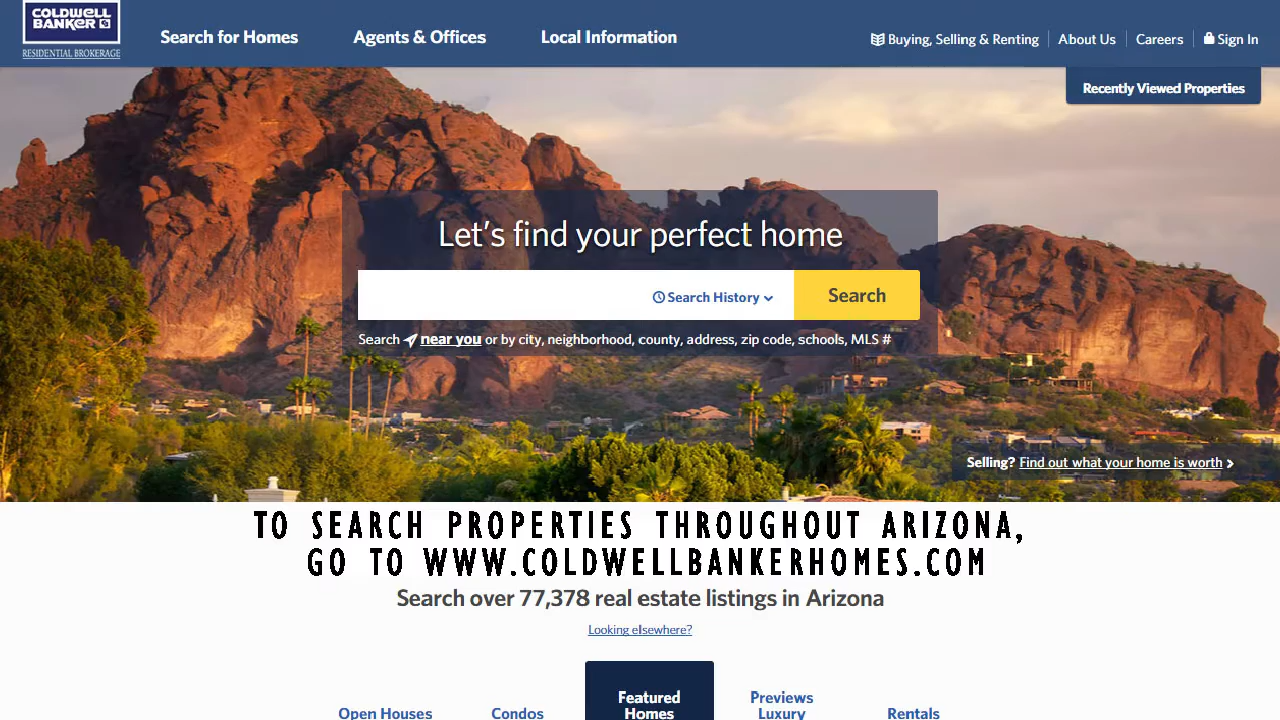 COLDWELL
BANKER
RESIDENTIAL BROKERAGE
Search for Homes
Agents & Offices
Local Information
Buying, Selling & Renting
About Us
Careers
Sign In
Recently Viewed Properties
Let's find your perfect home
Search History
Search
Search near you or by city, neighborhood, county, address, zip code, schools, MLS #
Selling? Find out what your home is worth
TO SEARCH PROPERTIES THROUGHOUT ARIZONA,
GO TO WWW.COLDWELLBANKERHOMES.COM
Search over 77,378 real estate listings in Arizona
Looking elsewhere?
Open Houses
Condos
Featured
Homes
Previews
Luxury
Rentals